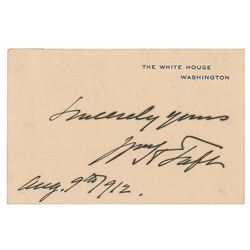 THE WHITE HOUSE
WASHINGTON
Sincerely yours
Wm H Taft
Aug. 9th 1912.